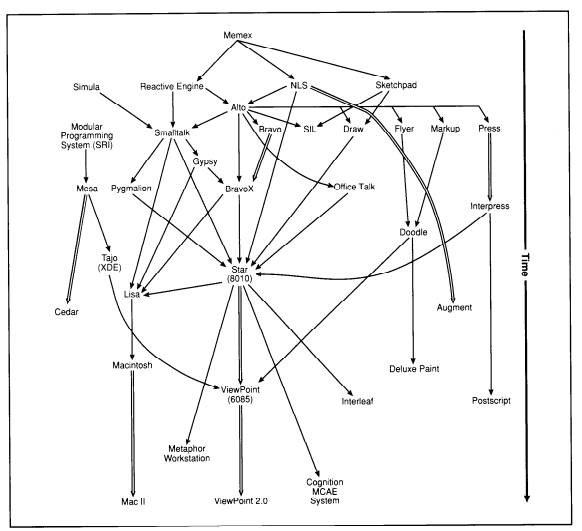 Memex
Simula
Reactive Engine
NLS
Sketchpad
Alto
Modular
Programming
System (SRI)
Smalltalk
Bravo
SIL
Draw
Flyer
Markup
Press
Gypsy
Mesa
Pygmalion
BravoX
Office Talk
Interpress
Doodle
Tajo
(XDE)
Star
(8010)
Time
Lisa
Cedar
Augment
Macintosh
Deluxe Paint
ViewPoint
(6085)
Interleaf
Postscript
Metaphor
Workstation
Cognition
MCAE
System
Mac II
ViewPoint 2.0